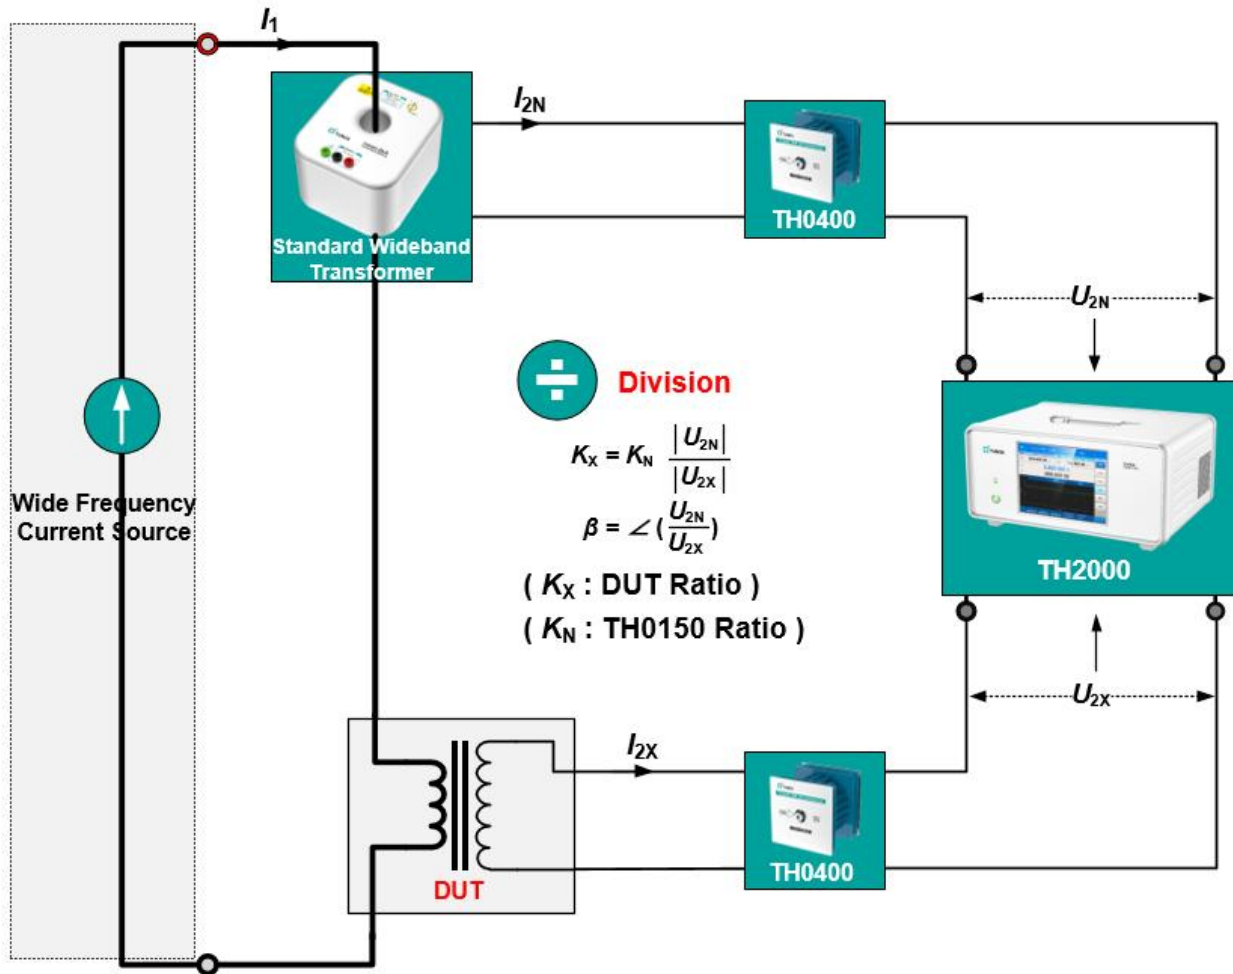 I1
I2N
TH0400
Standard Wideband
Transformer
U2N
÷ Division
KX = KN |U2N| / |U2X|
β = ∠ (U2N / U2X)
( KX : DUT Ratio )
( KN : TH0150 Ratio )
Wide Frequency
Current Source
TH2000
U2X
I2X
TH0400
DUT